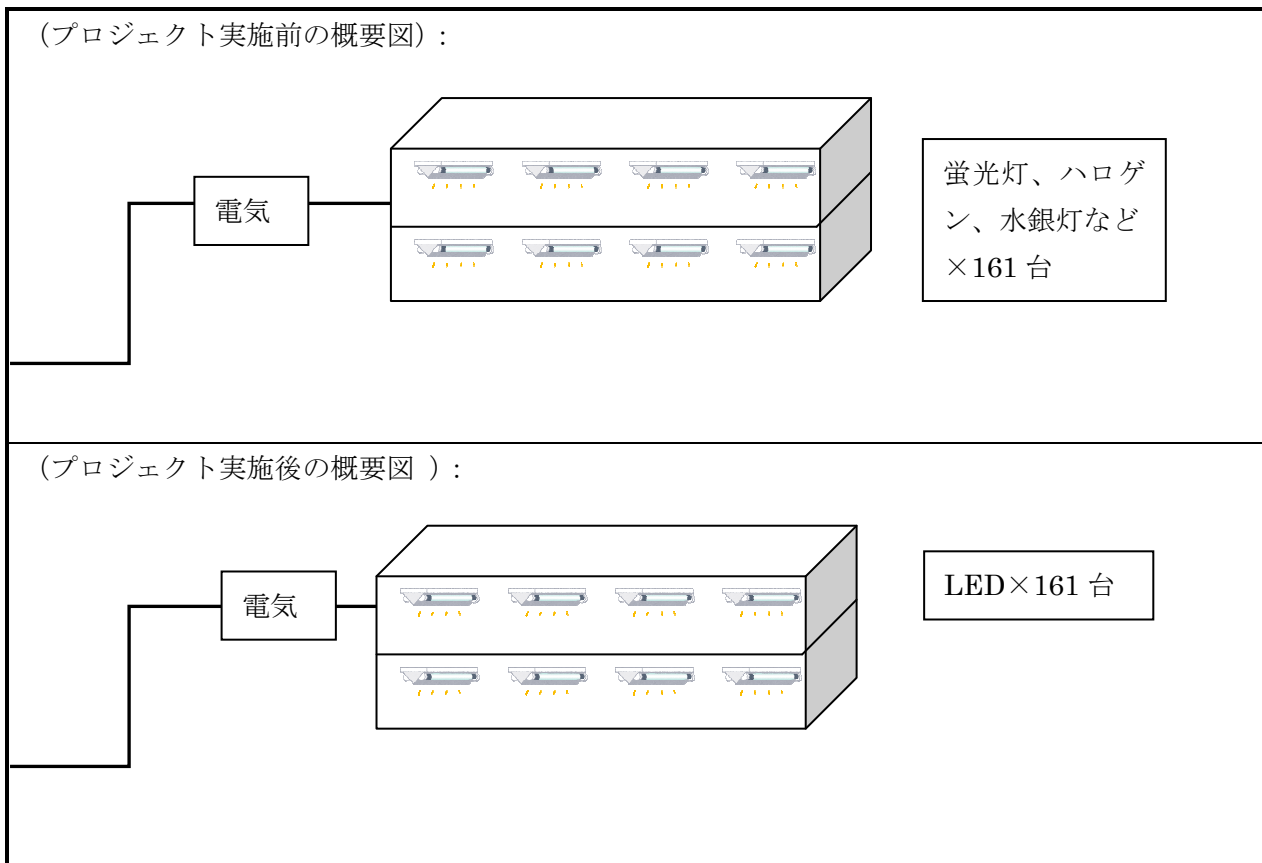 （プロジェクト実施前の概要図）:
電気
蛍光灯、ハロゲ
ン、水銀灯など
×161 台
（プロジェクト実施後の概要図 ）:
電気
LED×161 台